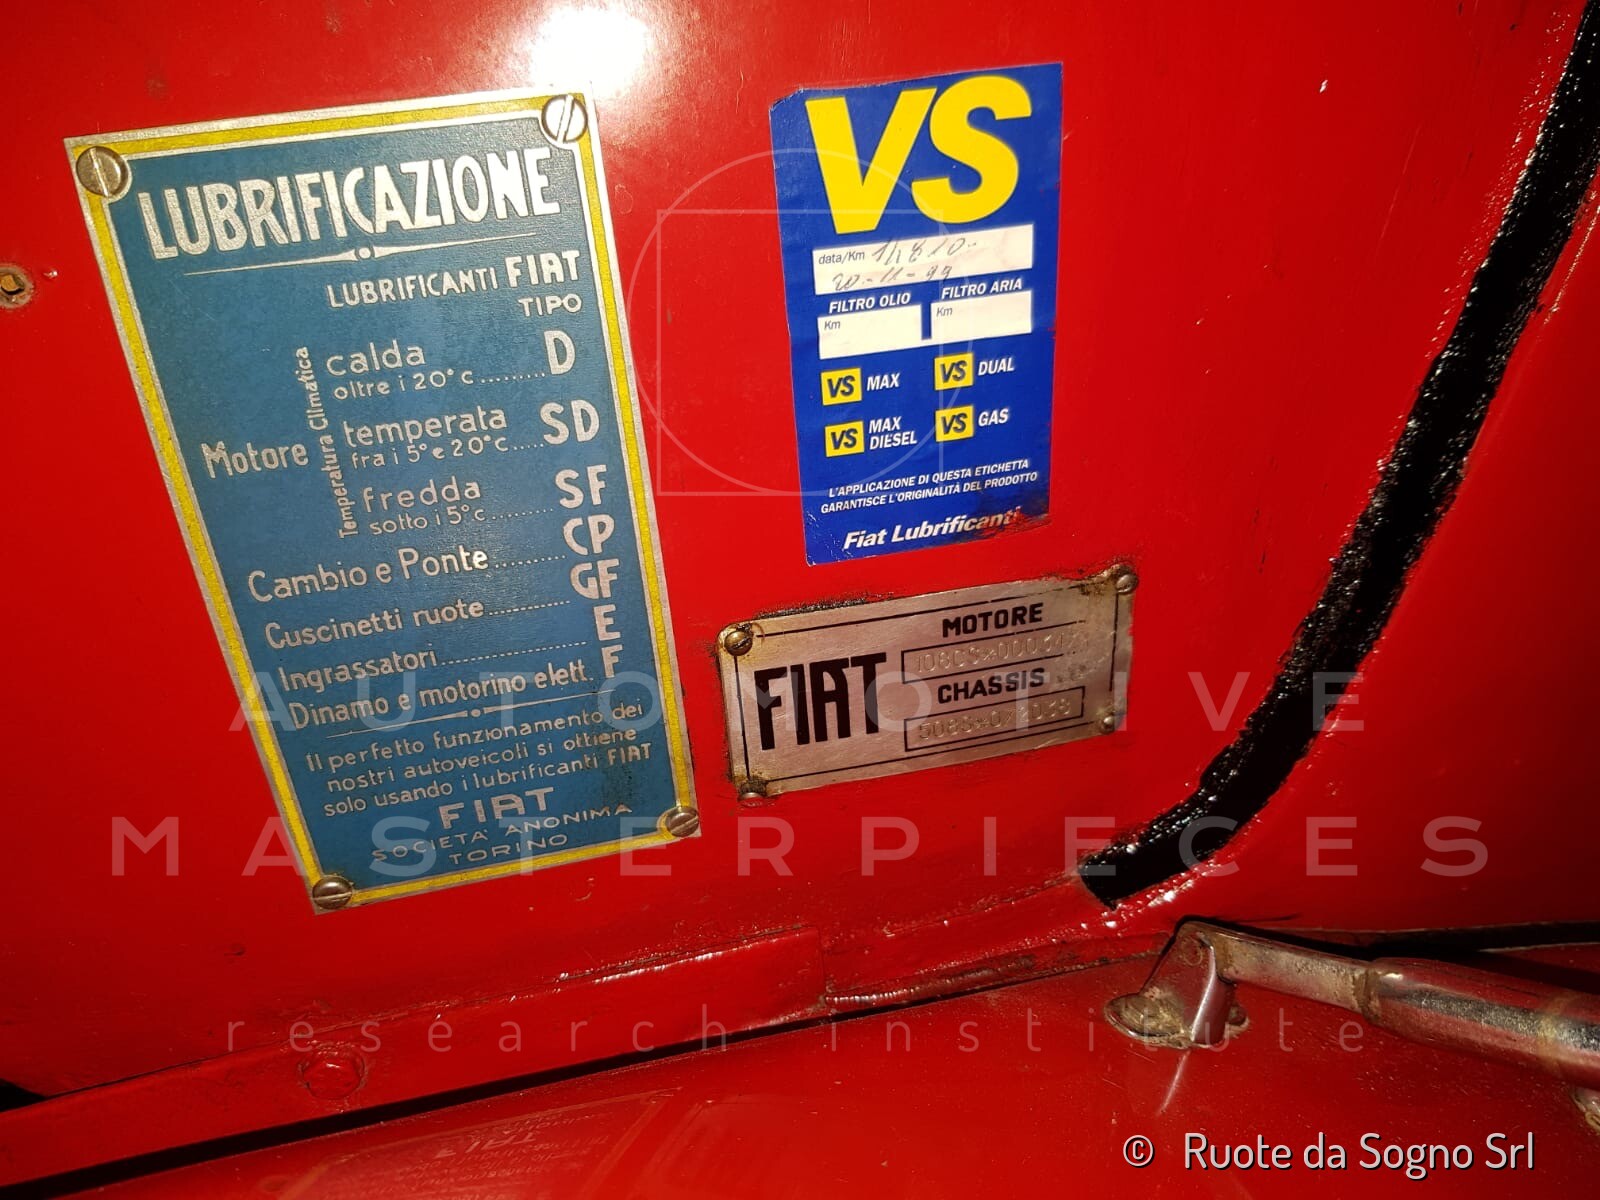 LUBRIFICAZIONE
LUBRIFICANTI FIAT
TIPO
Motore
Temperatura Climatica
calda
oltre i 20°c......... D
temperata
fra i 5° e 20°c..... SD
fredda
sotto i 5°c.......... SF
Cambio e Ponte.......... CP
Cuscinetti ruote............ GF
Ingrassatori..................... E
Dinamo e motorino elett. F
Il perfetto funzionamento dei
nostri autoveicoli si ottiene
solo usando i lubrificanti FIAT
FIAT
SOCIETA' ANONIMA
TORINO
VS
data/Km
20-11-99
FILTRO OLIO
FILTRO ARIA
Km
Km
VS MAX
VS DUAL
VS MAX DIESEL
VS GAS
L'APPLICAZIONE DI QUESTA ETICHETTA
GARANTISCE L'ORIGINALITÀ DEL PRODOTTO
Fiat Lubrificanti
FIAT
MOTORE
CHASSIS
AUTOMOTIVE
MASTERPIECES
research institute
© Ruote da Sogno Srl